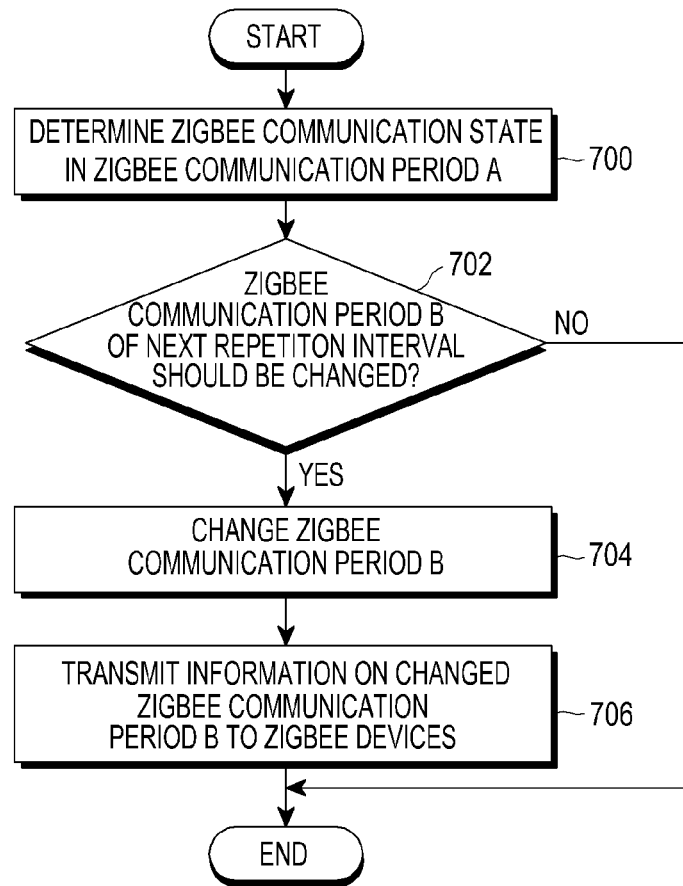 START
DETERMINE ZIGBEE COMMUNICATION STATE
IN ZIGBEE COMMUNICATION PERIOD A
700
702
ZIGBEE
COMMUNICATION PERIOD B
OF NEXT REPETITON INTERVAL
SHOULD BE CHANGED?
NO
YES
CHANGE ZIGBEE
COMMUNICATION PERIOD B
704
TRANSMIT INFORMATION ON CHANGED
ZIGBEE COMMUNICATION
PERIOD B TO ZIGBEE DEVICES
706
END